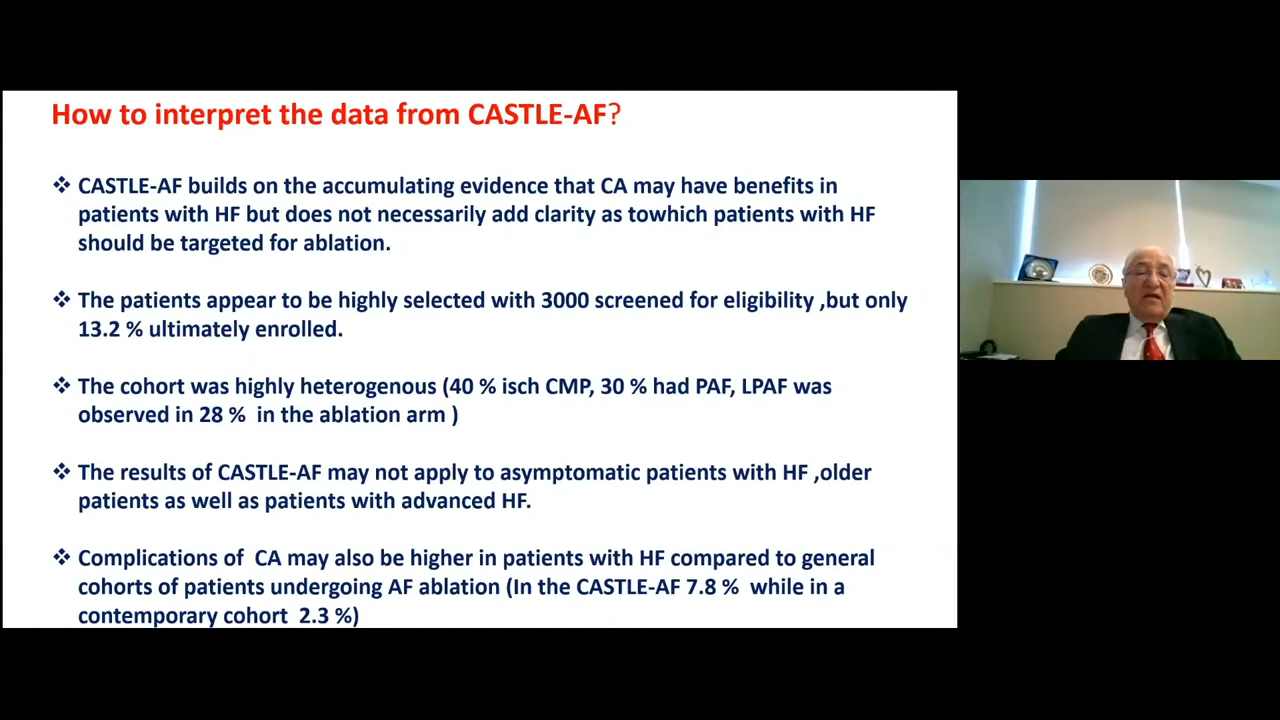 How to interpret the data from CASTLE-AF?
❖ CASTLE-AF builds on the accumulating evidence that CA may have benefits in
patients with HF but does not necessarily add clarity as towhich patients with HF
should be targeted for ablation.
❖ The patients appear to be highly selected with 3000 screened for eligibility ,but only
13.2 % ultimately enrolled.
❖ The cohort was highly heterogenous (40 % isch CMP, 30 % had PAF, LPAF was
observed in 28 % in the ablation arm )
❖ The results of CASTLE-AF may not apply to asymptomatic patients with HF ,older
patients as well as patients with advanced HF.
❖ Complications of CA may also be higher in patients with HF compared to general
cohorts of patients undergoing AF ablation (In the CASTLE-AF 7.8 % while in a
contemporary cohort 2.3 %)